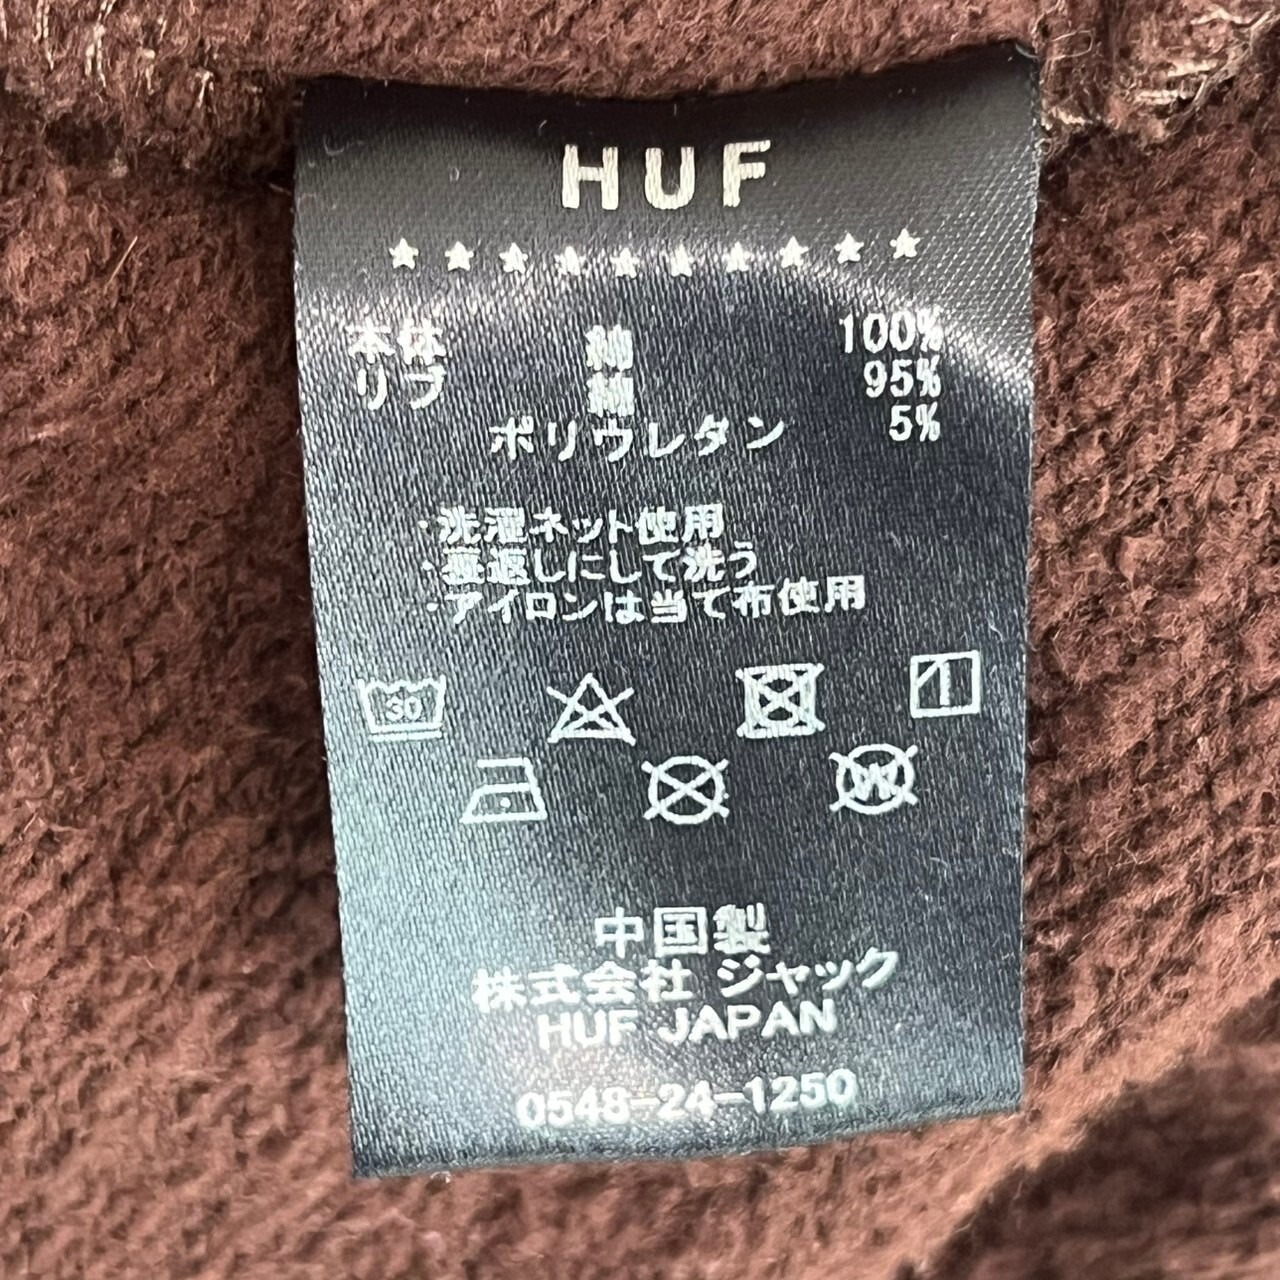 HUF
本体 綿 100%
リブ 綿 95%
ポリウレタン 5%
・洗濯ネット使用
・裏返しにして洗う
・アイロンは当て布使用
30
W
中国製
株式会社 ジャック
HUF JAPAN
0548-24-1250